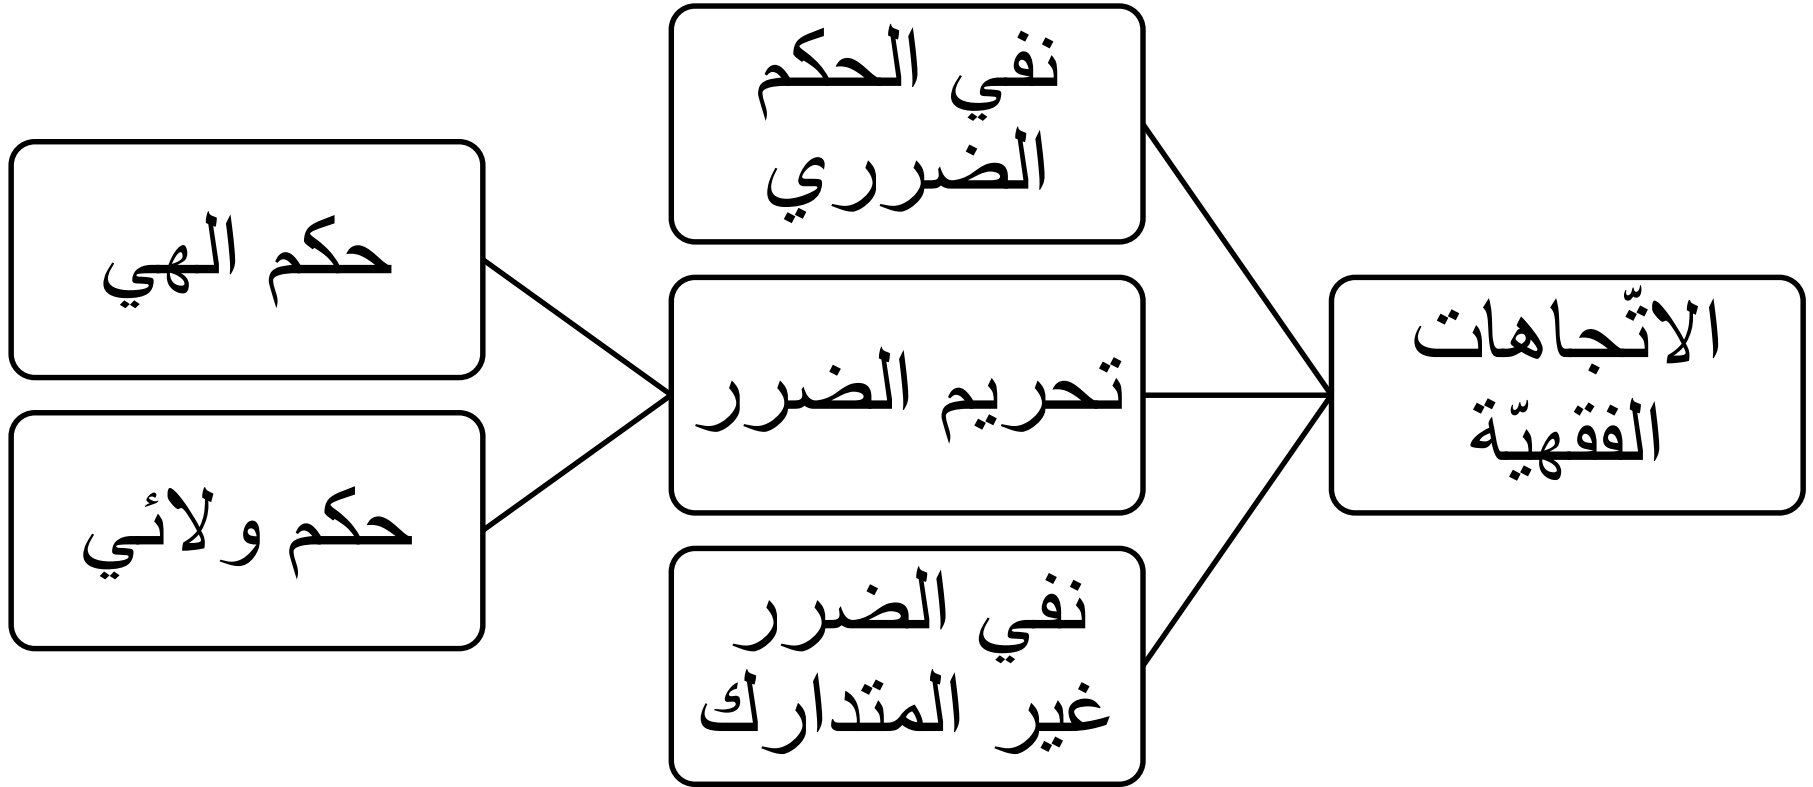 الاتّجاهات
الفقهيّة
نفي الحكم
الضرري
تحريم الضرر
نفي الضرر
غير المتدارك
حكم الهي
حكم ولائي